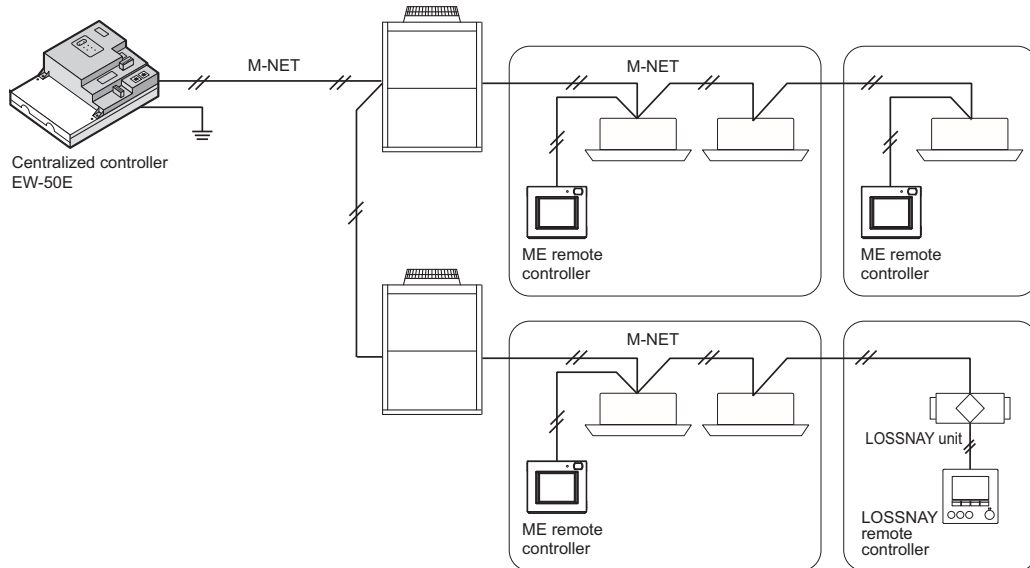 M-NET
Centralized controller
EW-50E
M-NET
ME remote
controller
ME remote
controller
M-NET
ME remote
controller
LOSSNAY unit
LOSSNAY
remote
controller